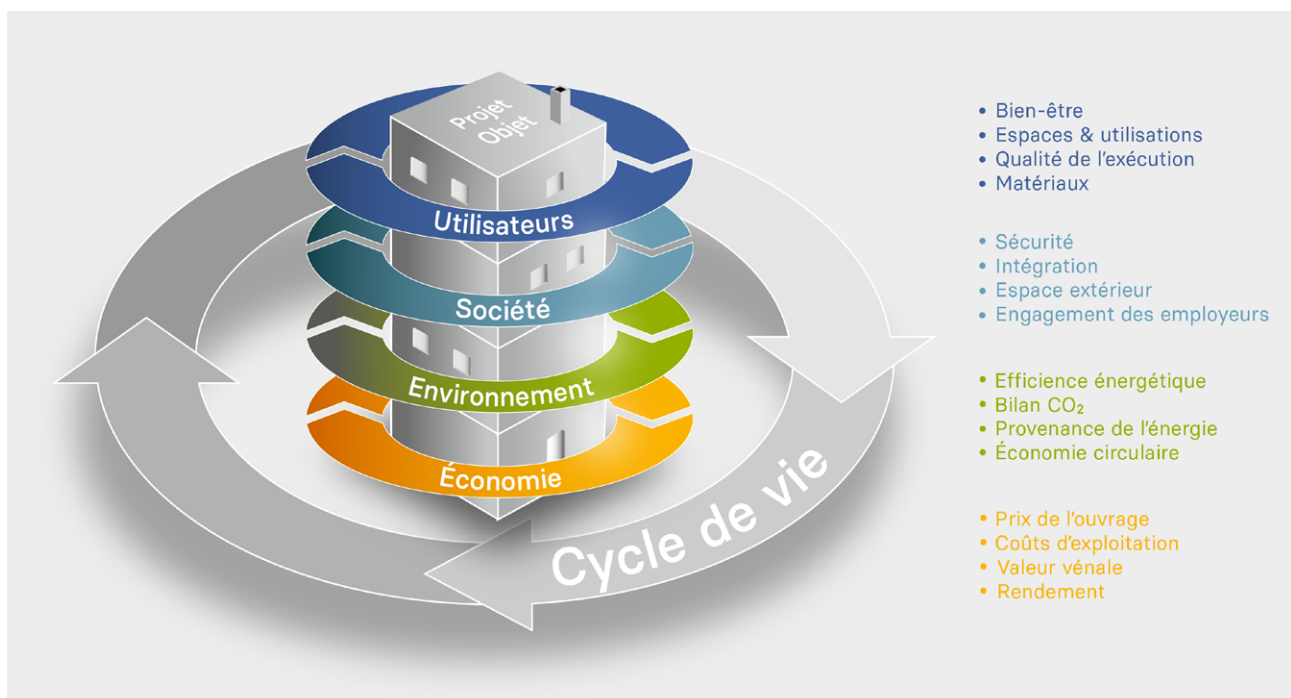 Projet
Objet
Utilisateurs
Société
Environnement
Économie
Cycle de vie
• Bien-être
• Espaces & utilisations
• Qualité de l'exécution
• Matériaux
• Sécurité
• Intégration
• Espace extérieur
• Engagement des employeurs
• Efficience énergétique
• Bilan CO₂
• Provenance de l'énergie
• Économie circulaire
• Prix de l'ouvrage
• Coûts d'exploitation
• Valeur vénale
• Rendement